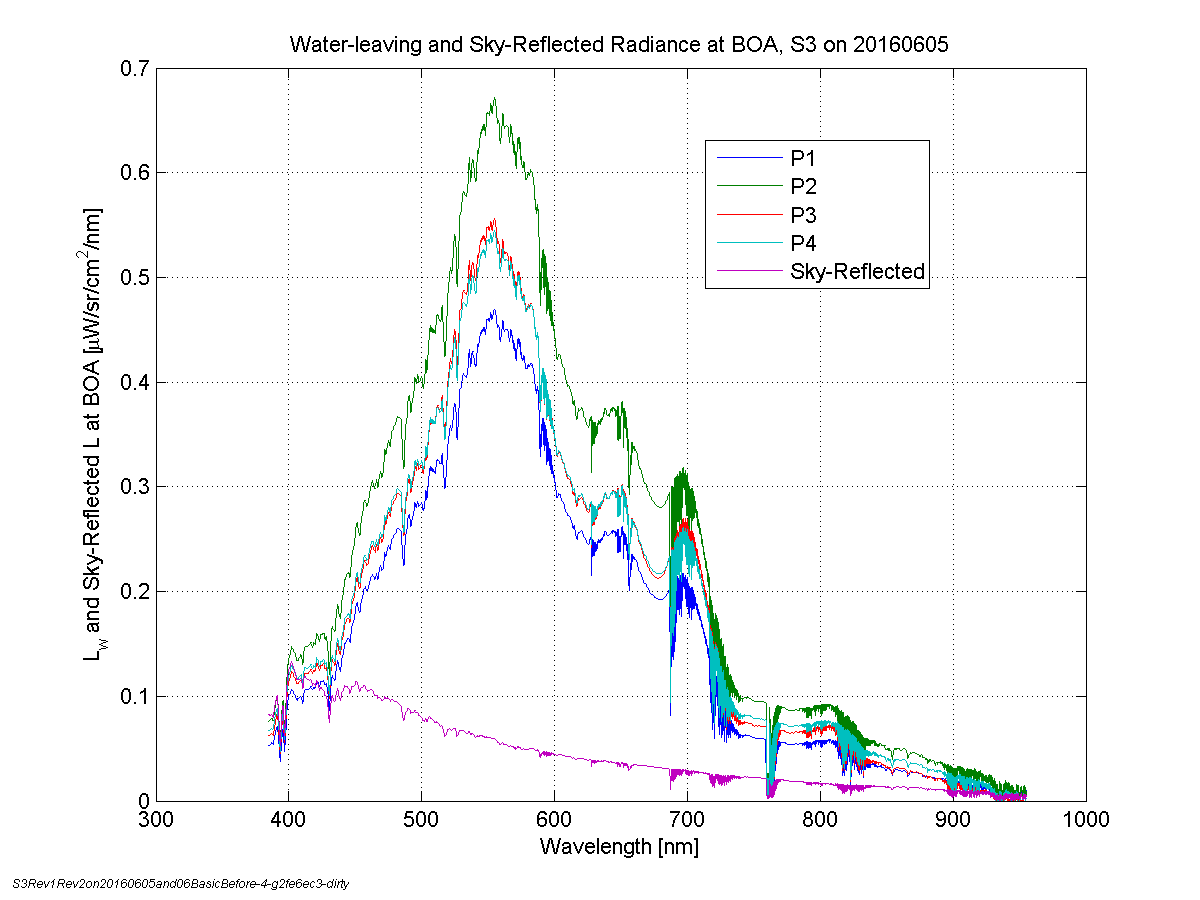 Water-leaving and Sky-Reflected Radiance at BOA, S3 on 20160605
L_w and Sky-Reflected L at BOA [μW/sr/cm²/nm]
0.7
0.6
0.5
0.4
0.3
0.2
0.1
0
P1
P2
P3
P4
Sky-Reflected
300 400 500 600 700 800 900 1000
Wavelength [nm]
S3Rev1Rev2on20160605and06BasicBefore-4-g2fe6ec3-dirty